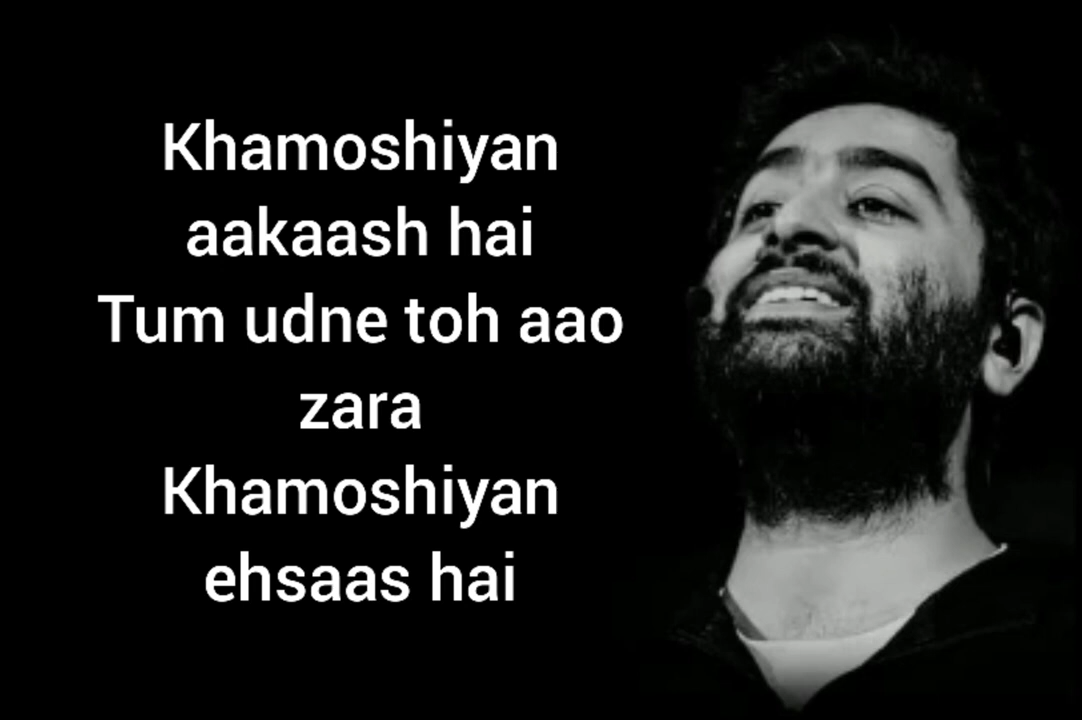 Khamoshiyan
aakaash hai
Tum udne toh aao
zara
Khamoshiyan
ehsaas hai